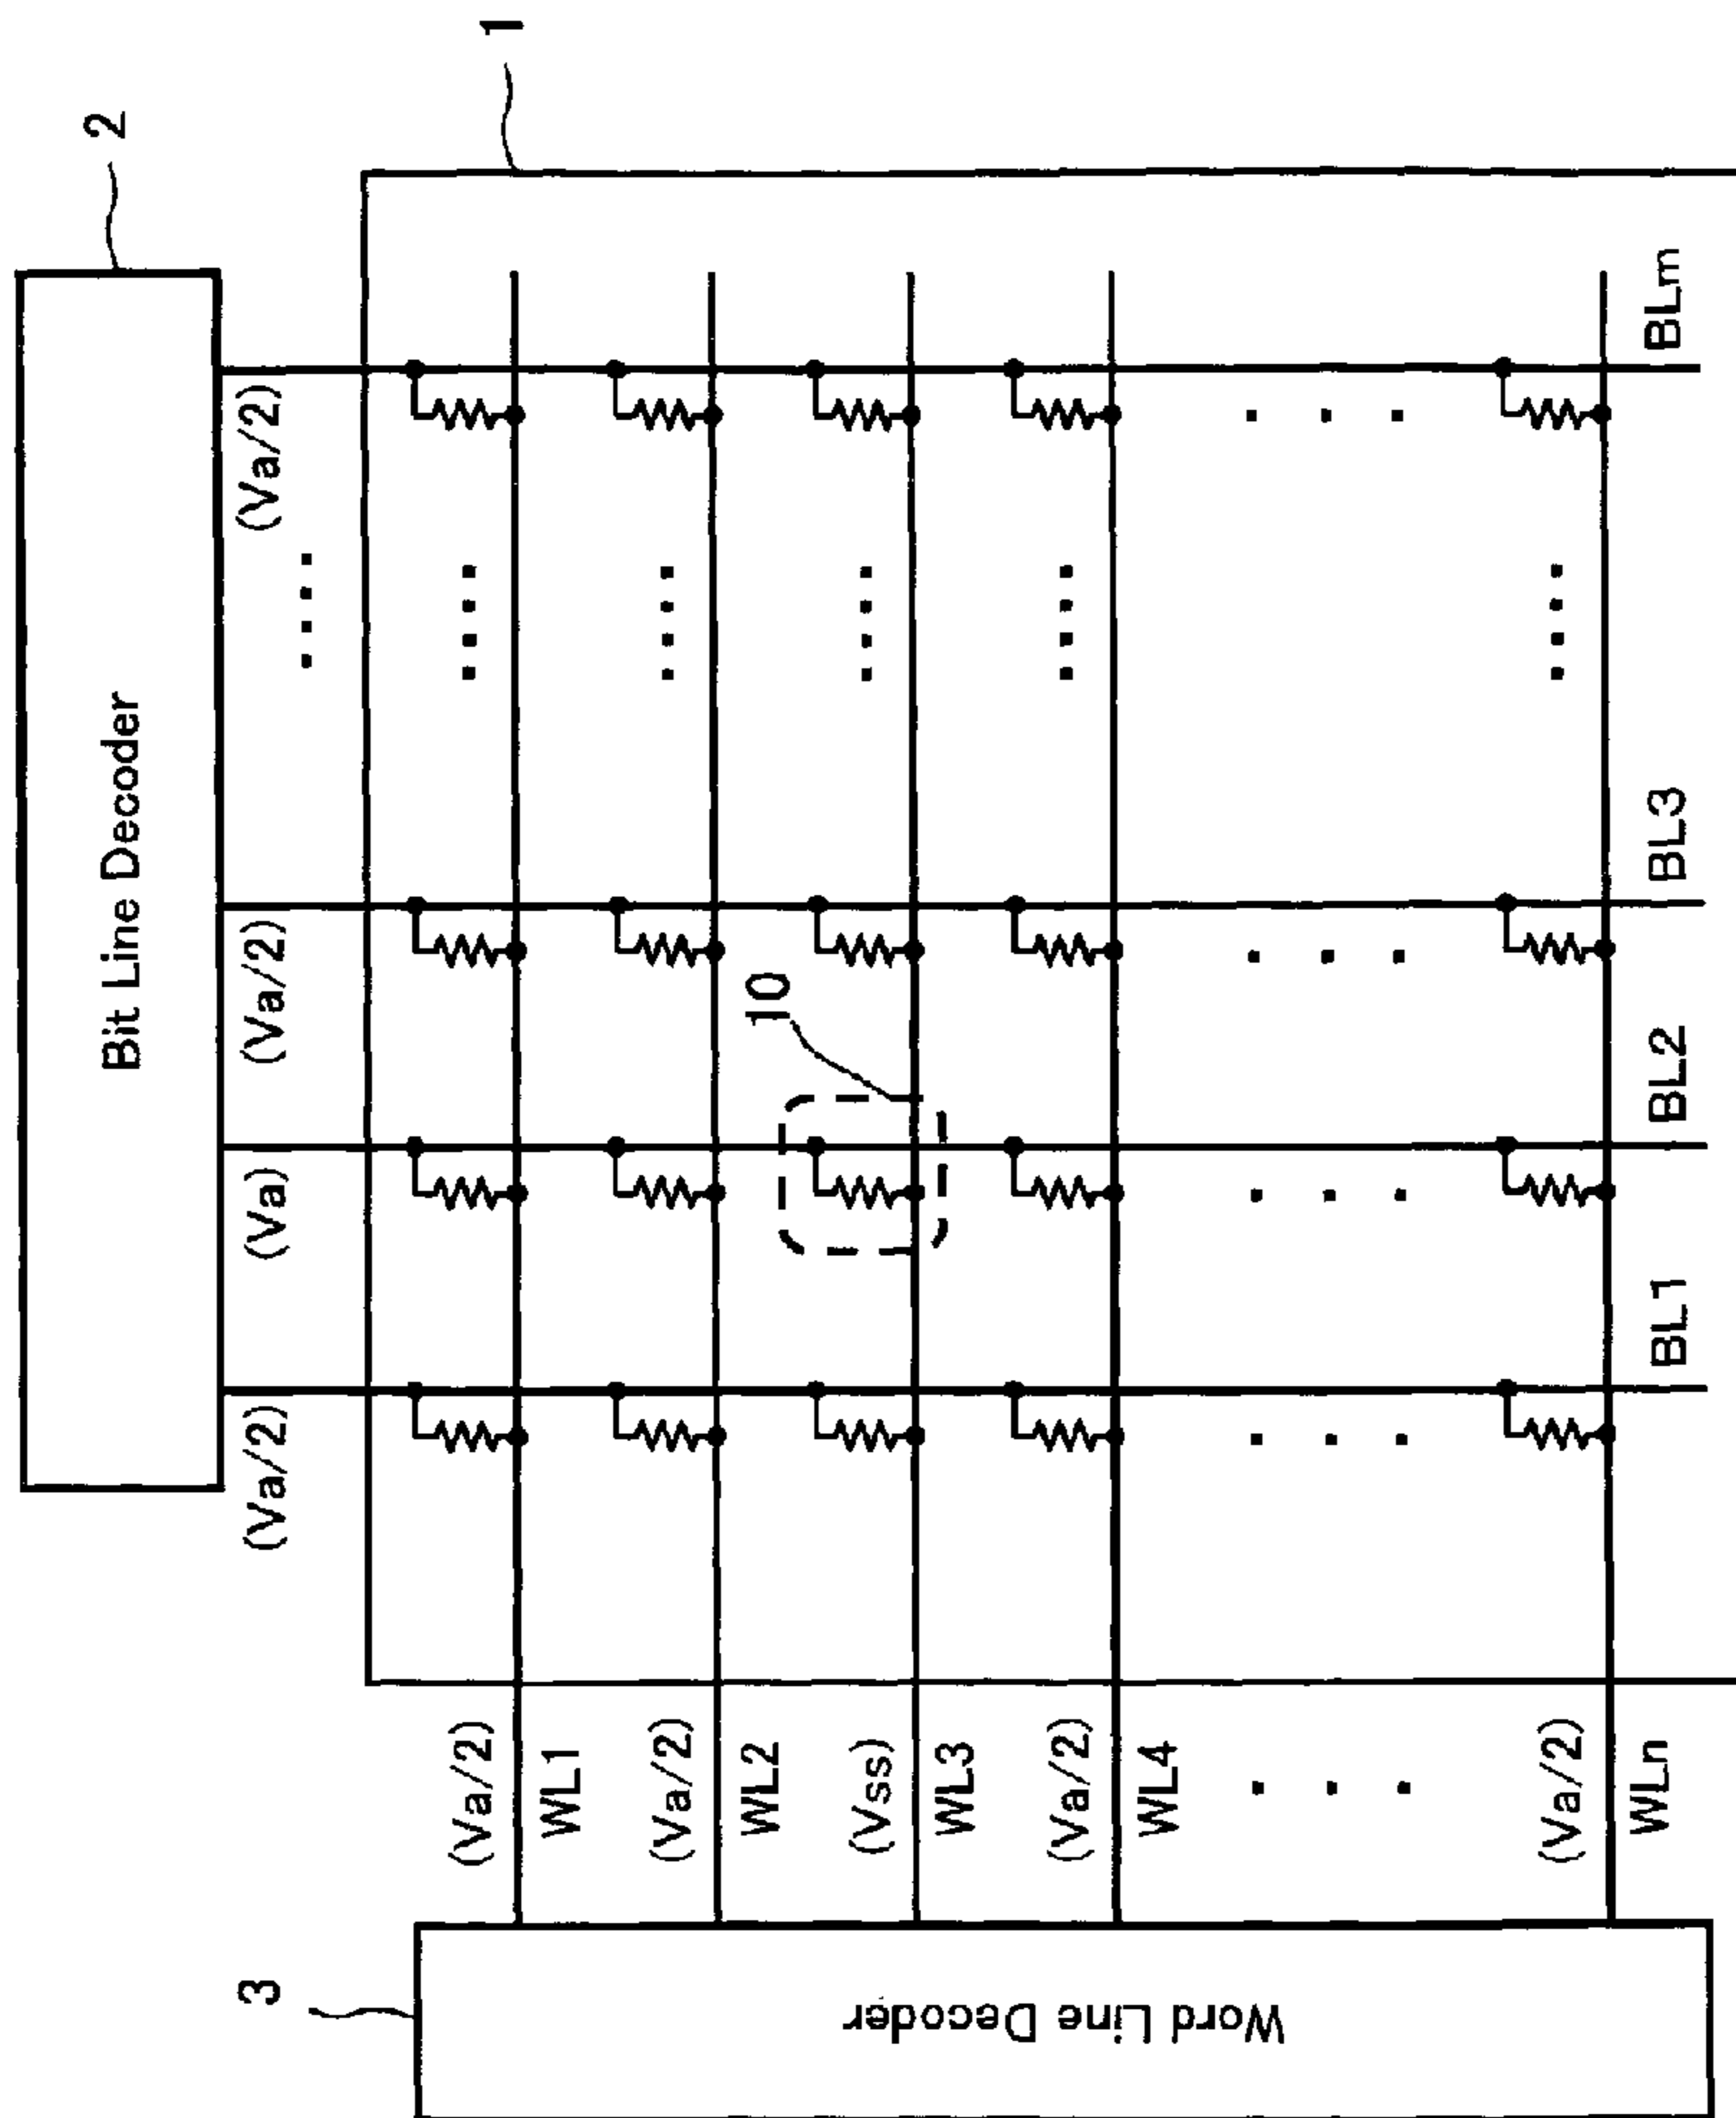 2
1
Bit Line Decoder
(Va/2)
(Va)
(Va/2)
(Va/2)
....
10
3
Word Line Decoder
(Va/2)
WL1
(Va/2)
WL2
(Vss)
WL3
(Va/2)
WL4
(Va/2)
WLn
BL1
BL2
BL3
BLm